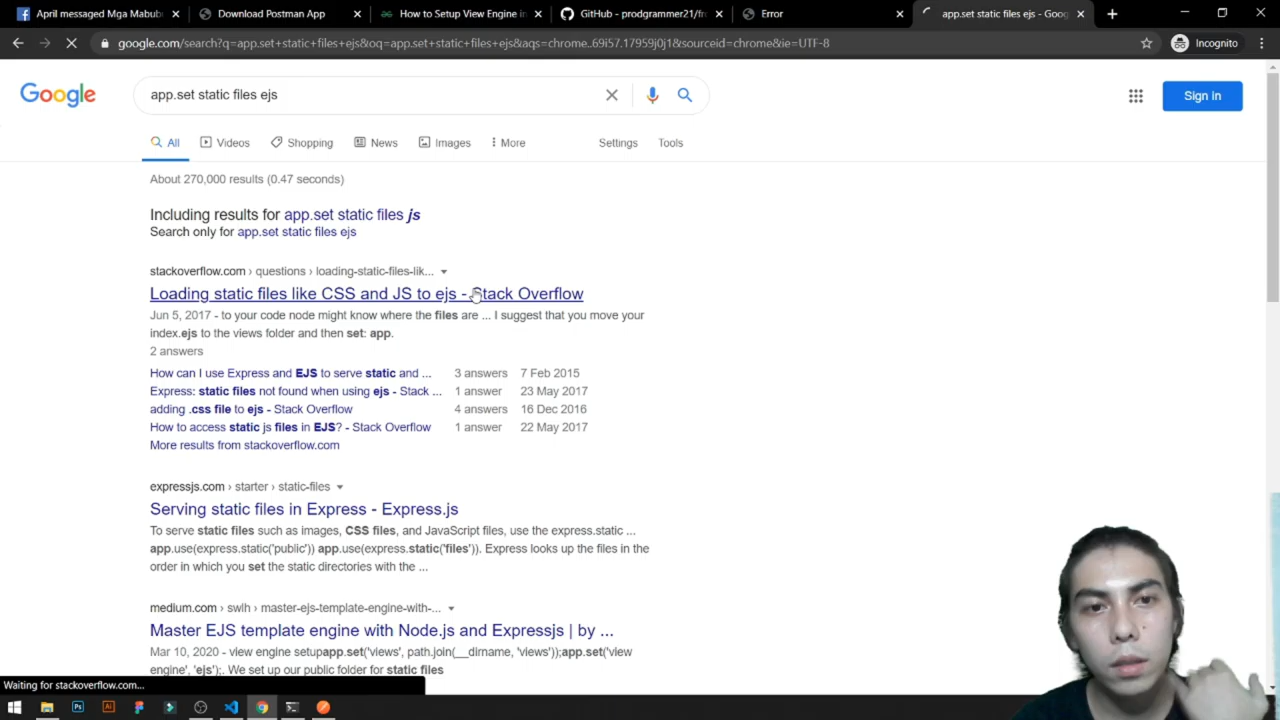 April messaged Mga Mabub
Download Postman App
How to Setup View Engine in
GitHub - prodgrammer21/fr
Error
app.set static files ejs - Goog
google.com/search?q=app.set+static+files+ejs&oq=app.set+static+files+ejs&aqs=chrome..69i57.17959j0j1&sourceid=chrome&ie=UTF-8
Incognito
Google
app.set static files ejs
Sign in
All
Videos
Shopping
News
Images
More
Settings
Tools
About 270,000 results (0.47 seconds)
Including results for app.set static files js
Search only for app.set static files ejs
stackoverflow.com › questions › loading-static-files-lik...
Loading static files like CSS and JS to ejs - Stack Overflow
Jun 5, 2017 - to your code node might know where the files are ... I suggest that you move your
index.ejs to the views folder and then set: app.
2 answers
How can I use Express and EJS to serve static and ... 3 answers 7 Feb 2015
Express: static files not found when using ejs - Stack ... 1 answer 23 May 2017
adding .css file to ejs - Stack Overflow 4 answers 16 Dec 2016
How to access static js files in EJS? - Stack Overflow 1 answer 22 May 2017
More results from stackoverflow.com
expressjs.com › starter › static-files
Serving static files in Express - Express.js
To serve static files such as images, CSS files, and JavaScript files, use the express.static ...
app.use(express.static('public')) app.use(express.static('files')). Express looks up the files in the
order in which you set the static directories with the ...
medium.com › swlh › master-ejs-template-engine-with-...
Master EJS template engine with Node.js and Expressjs | by ...
Mar 10, 2020 - view engine setupapp.set('views', path.join(__dirname, 'views'));app.set('view
engine', 'ejs');. We set up our public folder for static files
Waiting for stackoverflow.com...
Ps
Ai